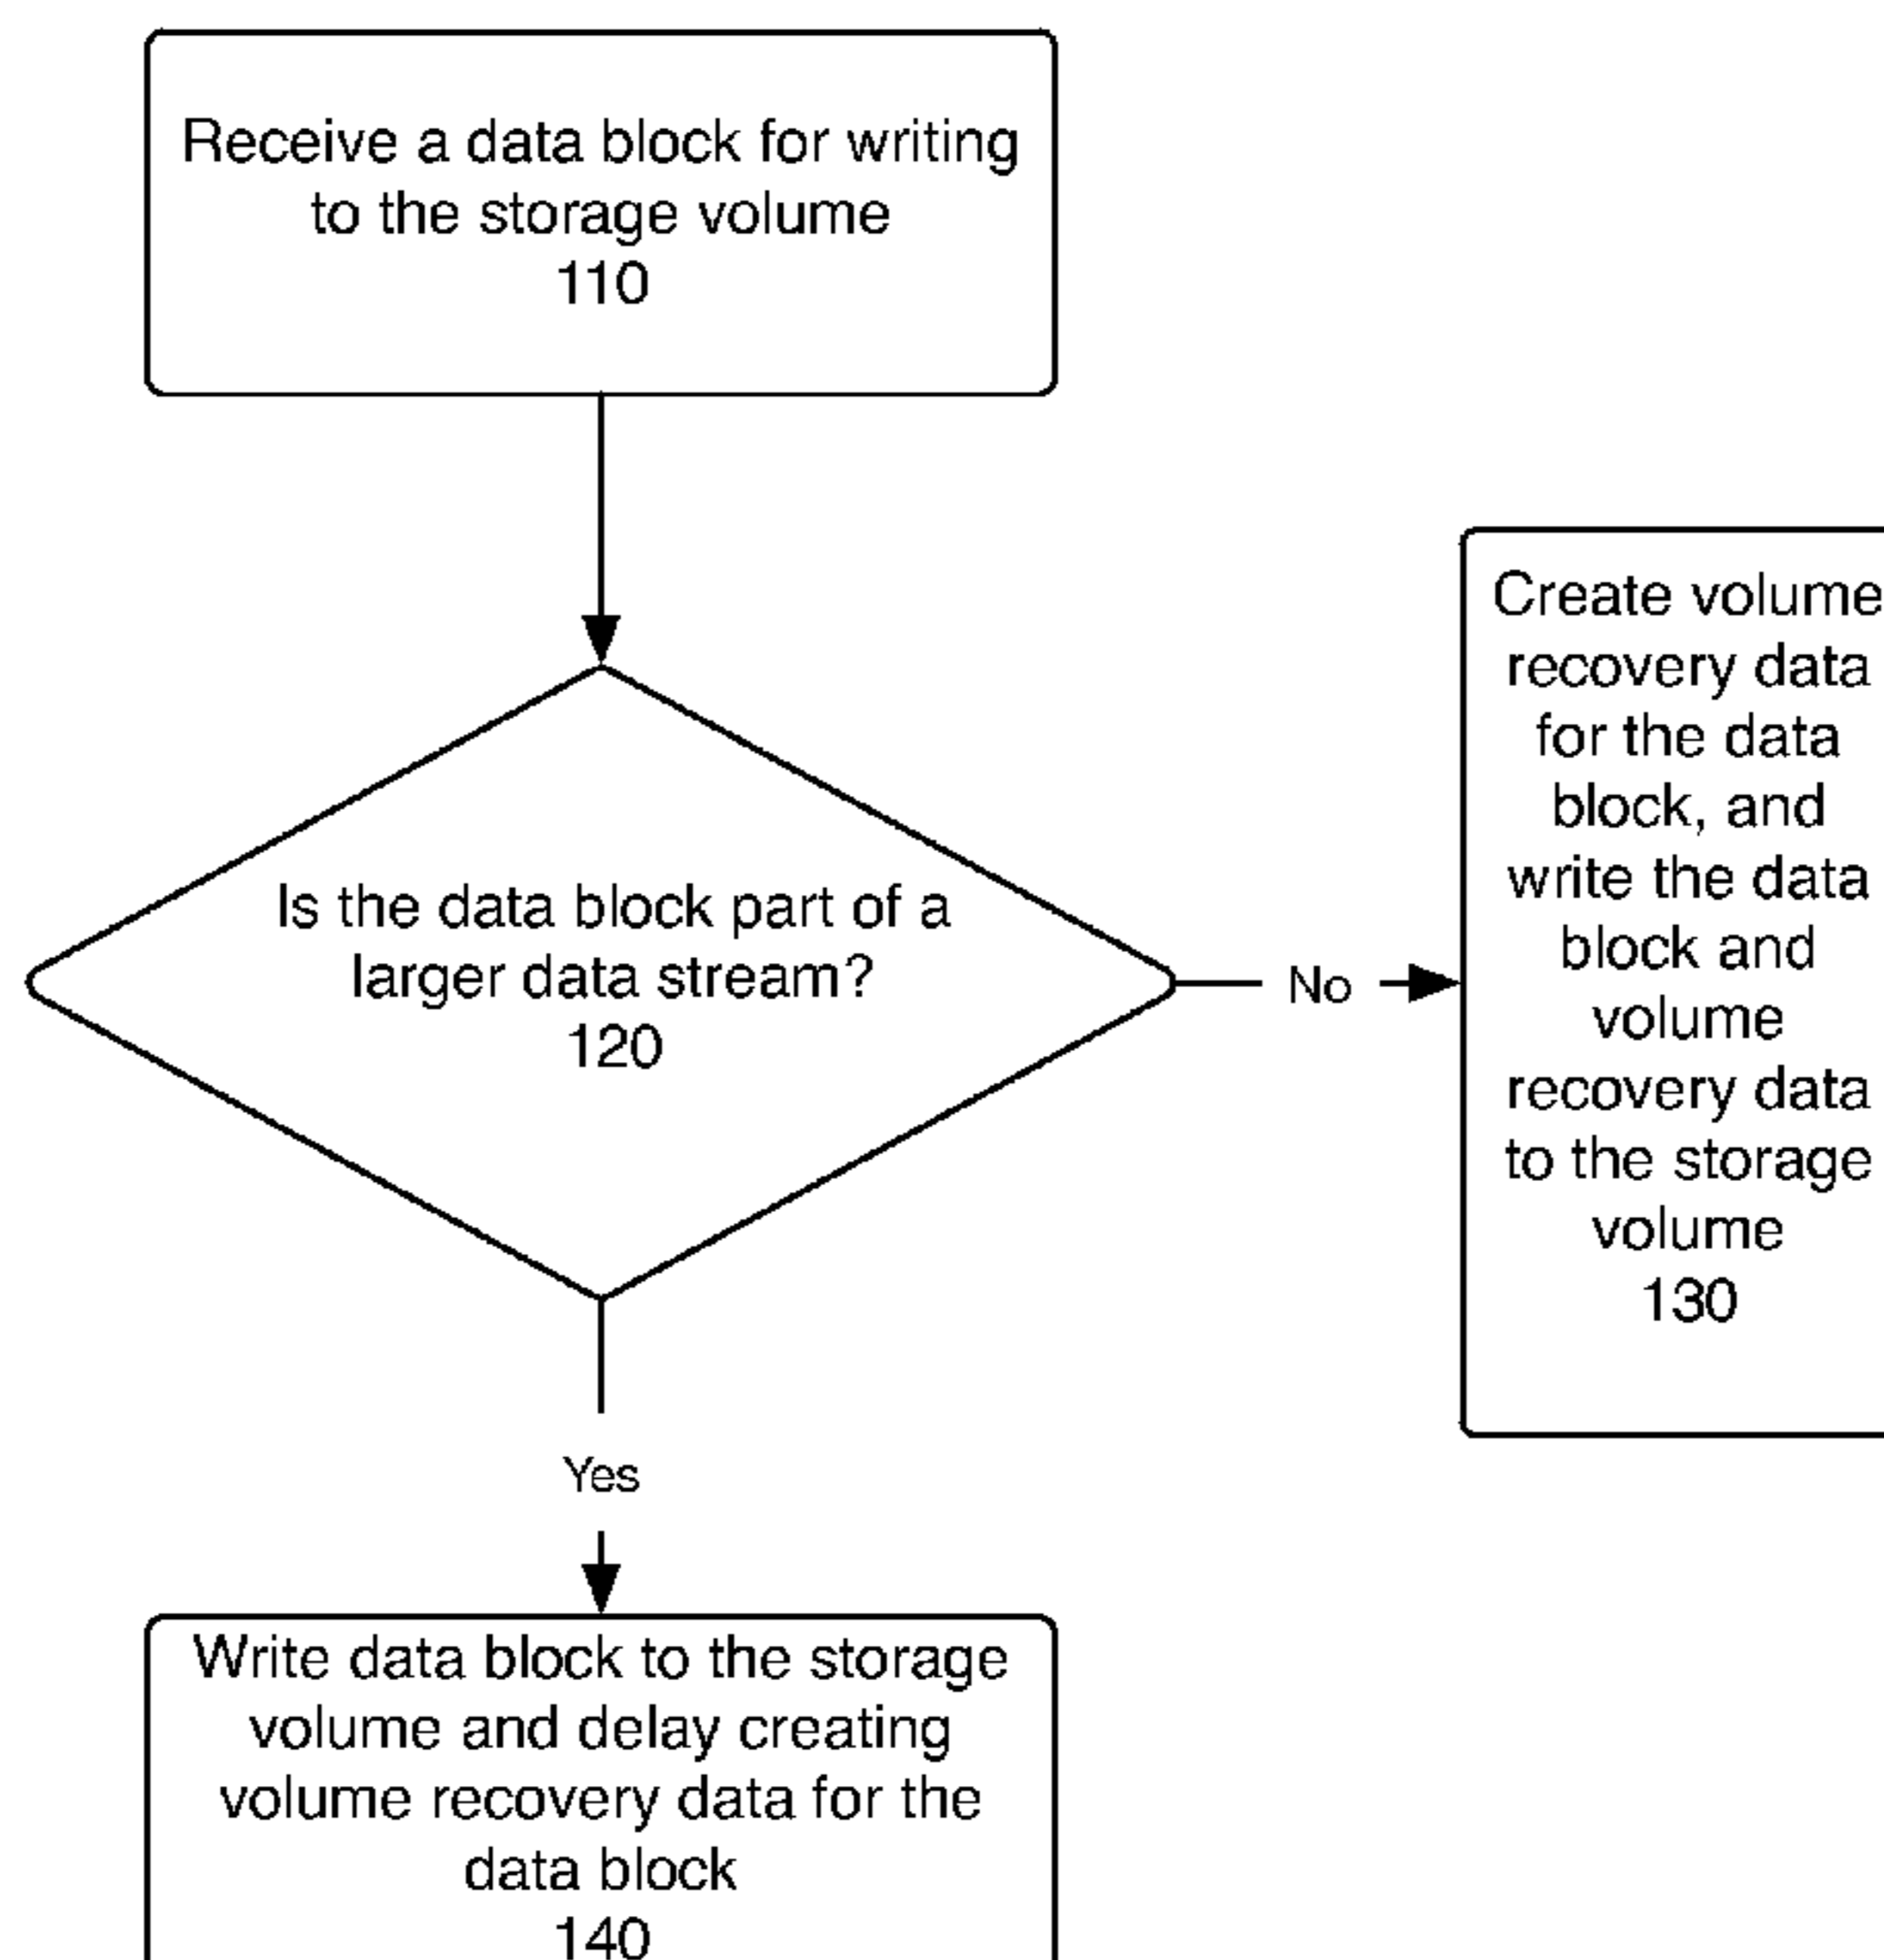 Receive a data block for writing
to the storage volume
110
Is the data block part of a
larger data stream?
120
No
Create volume
recovery data
for the data
block, and
write the data
block and
volume
recovery data
to the storage
volume
130
Yes
Write data block to the storage
volume and delay creating
volume recovery data for the
data block
140